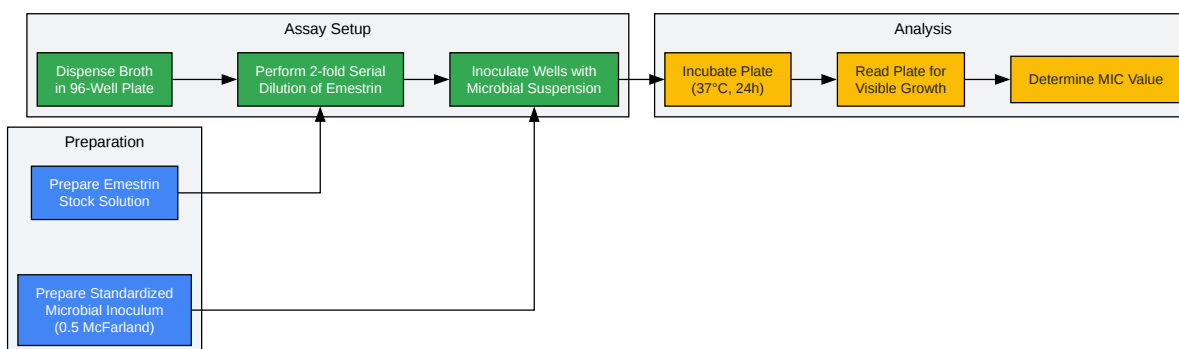 Assay Setup
Dispense Broth
in 96-Well Plate
Perform 2-fold Serial
Dilution of Emestrin
Inoculate Wells with
Microbial Suspension
Analysis
Incubate Plate
(37°C, 24h)
Read Plate for
Visible Growth
Determine MIC Value
Preparation
Prepare Emestrin
Stock Solution
Prepare Standardized
Microbial Inoculum
(0.5 McFarland)